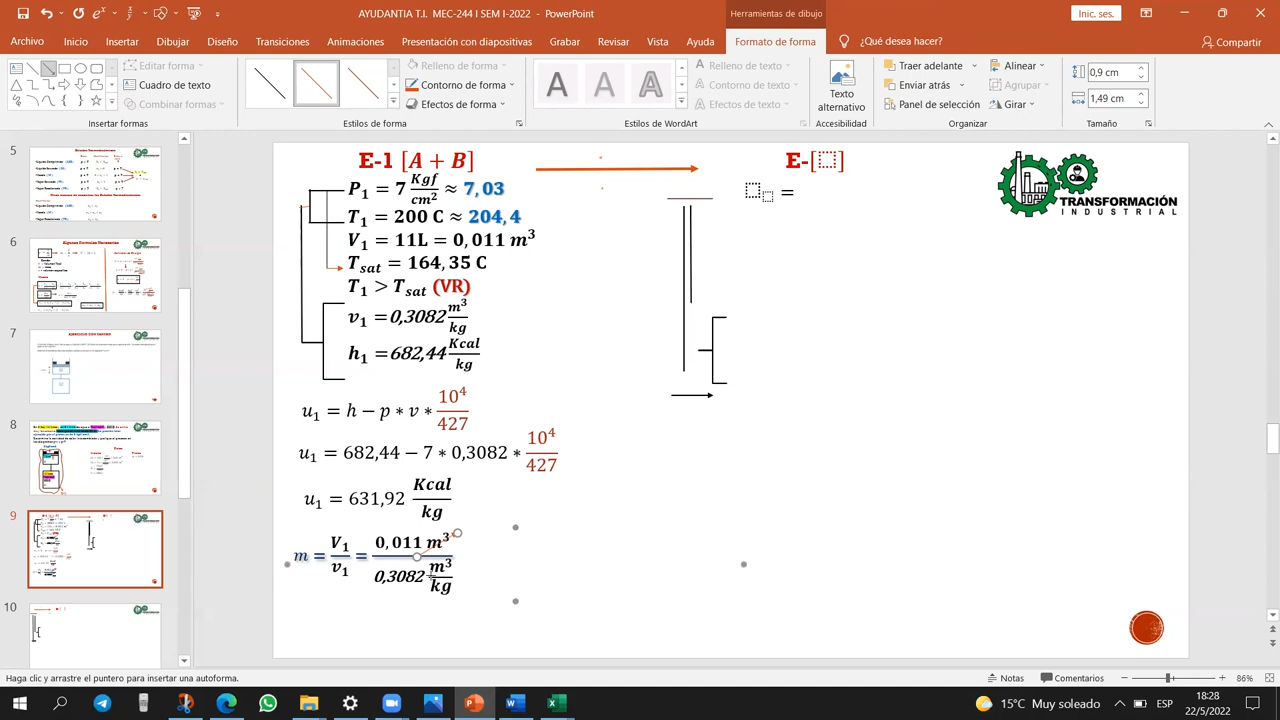 AYUDANTIA T.I. MEC-244 I SEM I-2022 - PowerPoint
Herramientas de dibujo
Inic. ses.
Archivo Inicio Insertar Dibujar Diseño Transiciones Animaciones Presentación con diapositivas Grabar Revisar Vista Ayuda Formato de forma ¿Qué desea hacer? Compartir
Editar forma
Cuadro de texto
Combinar formas
Insertar formas
Relleno de forma
Contorno de forma
Efectos de forma
Estilos de forma
A A A
Relleno de texto
Contorno de texto
Efectos de texto
Estilos de WordArt
Texto
alternativo
Accesibilidad
Traer adelante
Enviar atrás
Panel de selección
Alinear
Agrupar
Girar
Organizar
0,9 cm
1,49 cm
Tamaño
5
6
7
8
9
10
E-1 [A + B]
P₁ = 7 Kgf/cm² ≈ 7,03
T₁ = 200 C ≈ 204,4
V₁ = 11L = 0,011 m³
Tsat = 164,35 C
T₁ > Tsat (VR)
v₁ =0,3082 m³/kg
h₁ =682,44 Kcal/kg
u₁ = h − p ∗ v ∗ 10⁴/427
u₁ = 682,44 − 7 ∗ 0,3082 ∗ 10⁴/427
u₁ = 631,92 Kcal/kg
m = V₁/v₁ = 0,011 m³ / 0,3082 m³/kg
E-[⬚]
⬚⬚ =
TRANSFORMACIÓN
INDUSTRIAL
Haga clic y arrastre el puntero para insertar una autoforma.
Notas Comentarios 86%
15°C Muy soleado ESP 18:28
22/5/2022